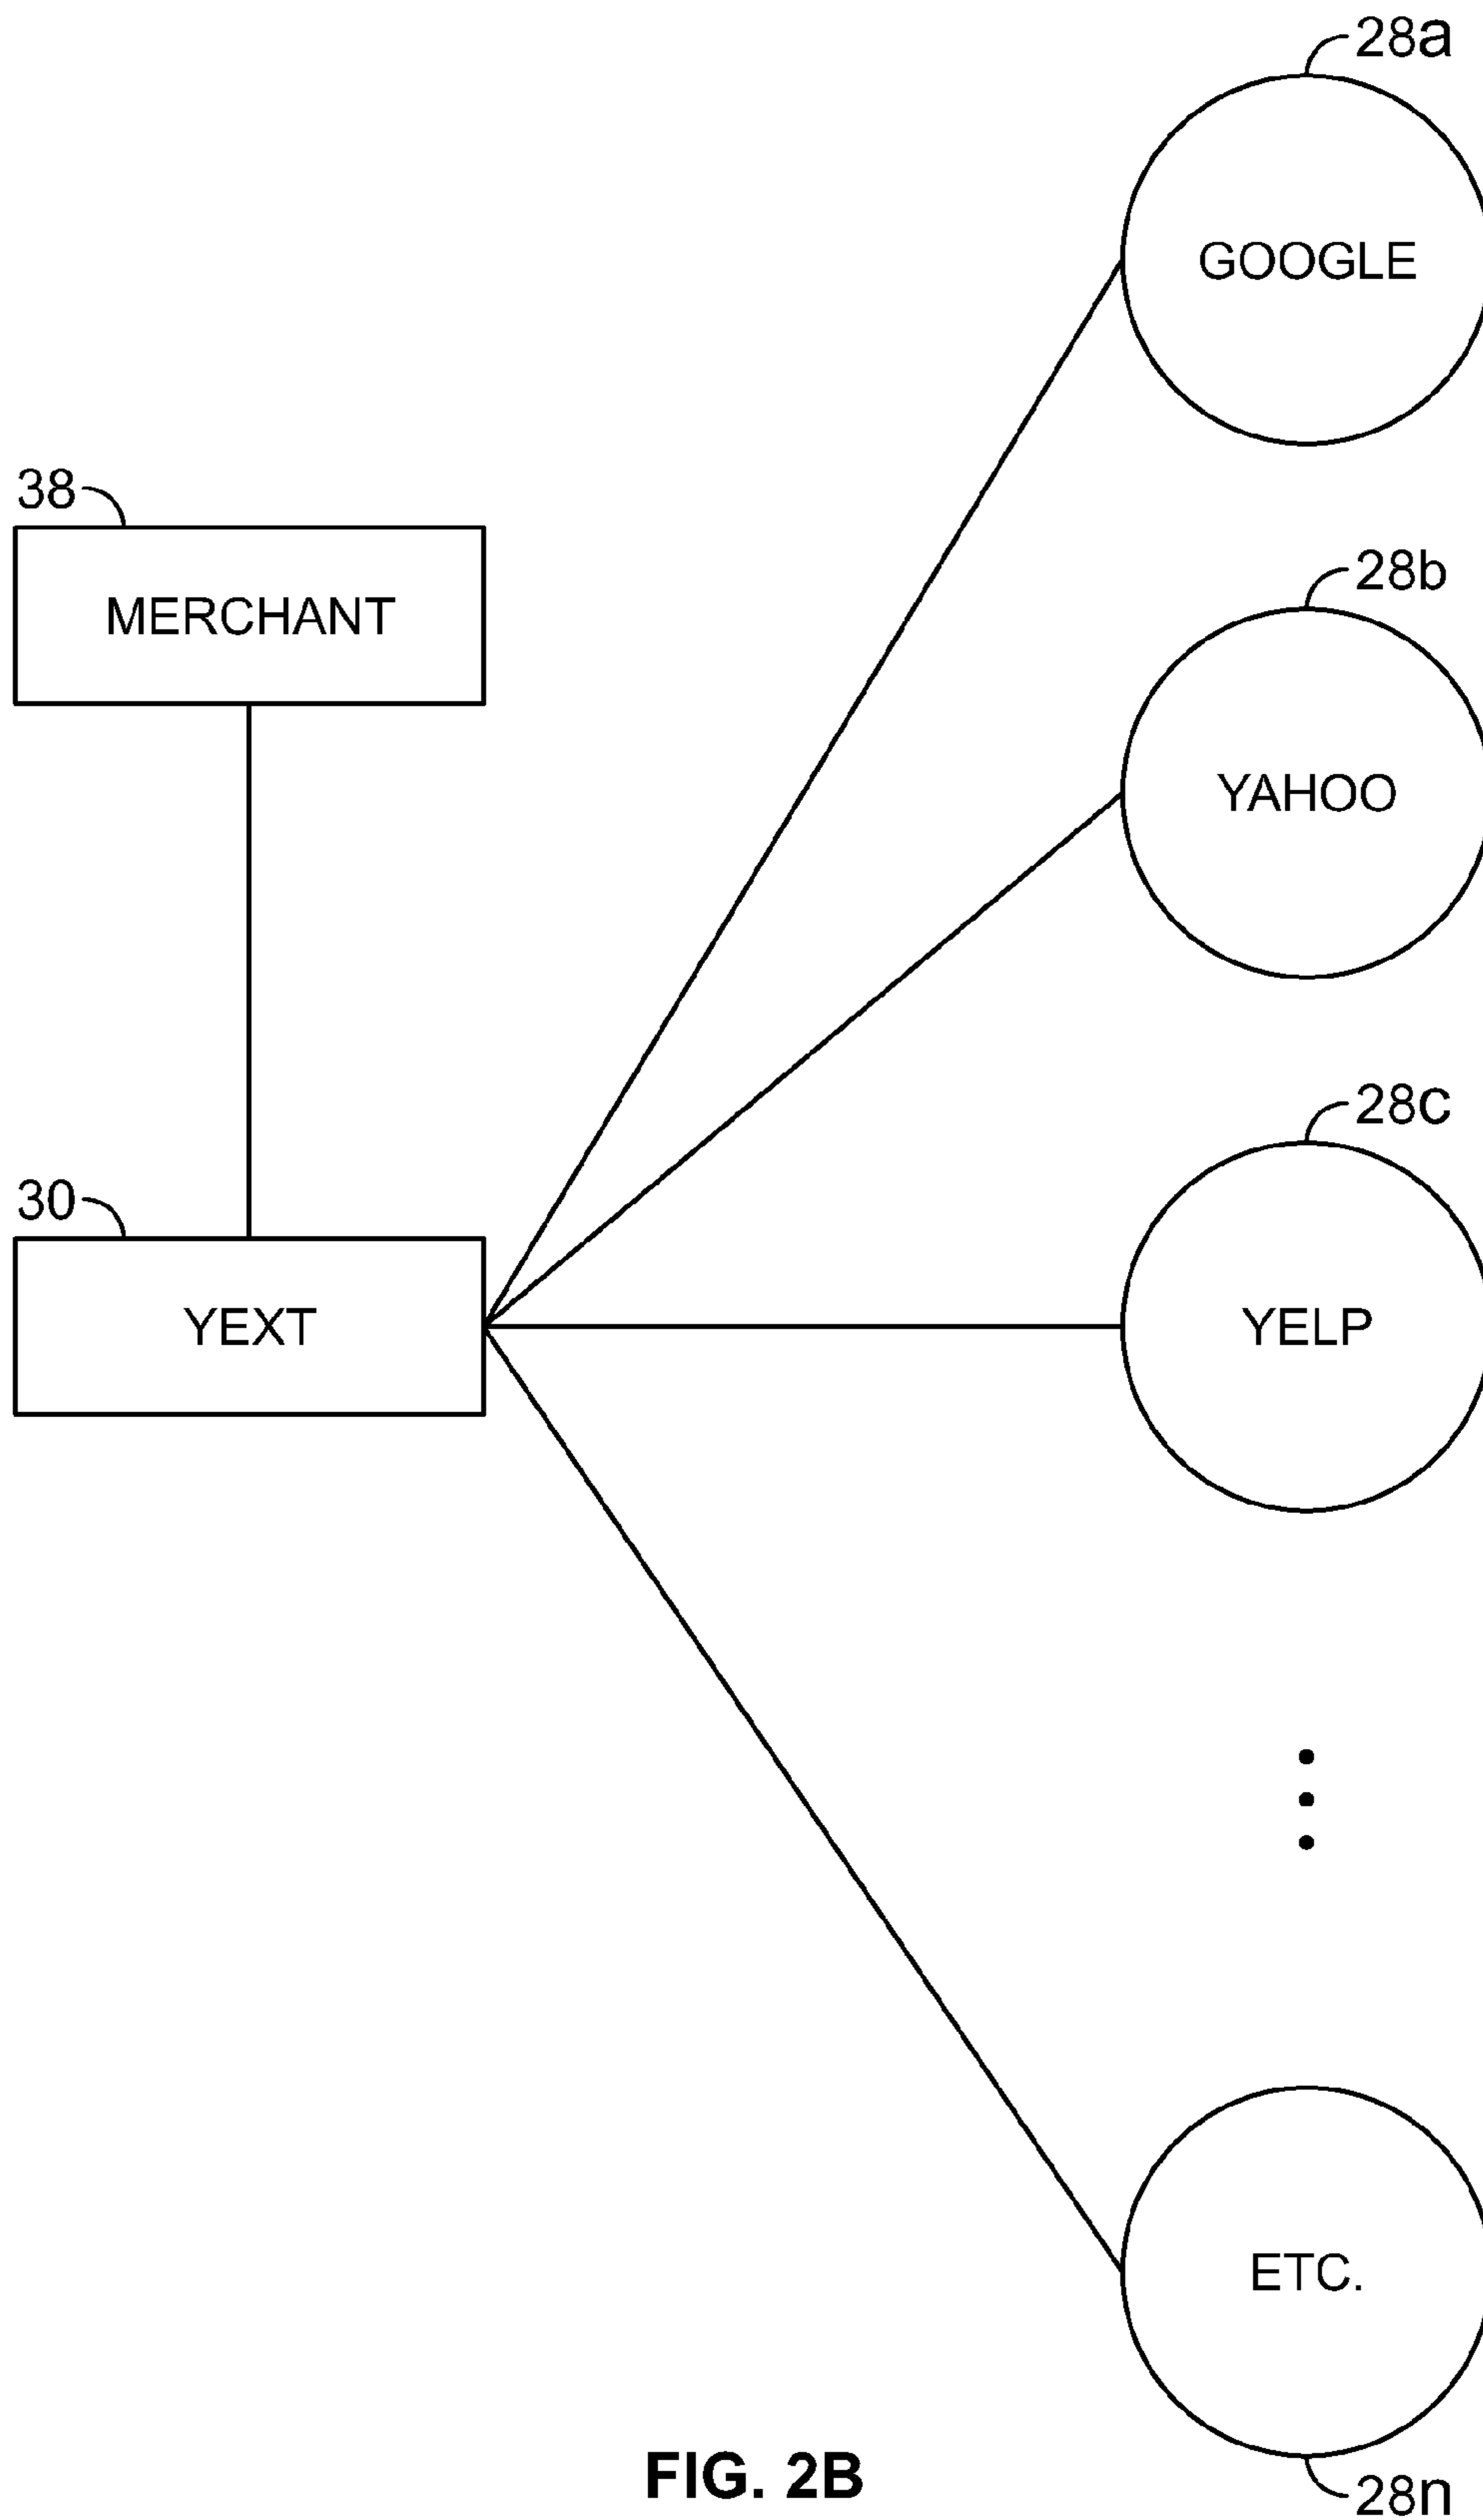 28a
GOOGLE
38
MERCHANT
28b
YAHOO
28c
30
YEXT
YELP
ETC.
FIG. 2B
28n